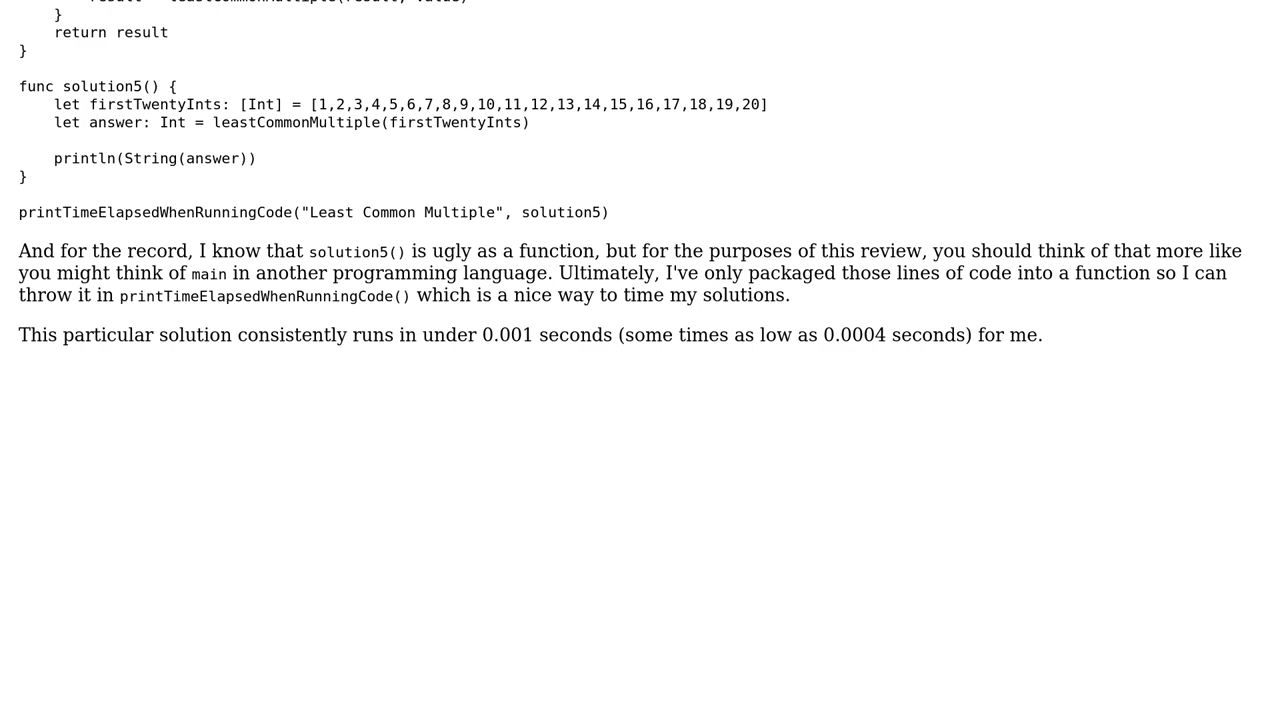 }
    return result
}
func solution5() {
    let firstTwentyInts: [Int] = [1,2,3,4,5,6,7,8,9,10,11,12,13,14,15,16,17,18,19,20]
    let answer: Int = leastCommonMultiple(firstTwentyInts)
    println(String(answer))
}
printTimeElapsedWhenRunningCode("Least Common Multiple", solution5)
And for the record, I know that solution5() is ugly as a function, but for the purposes of this review, you should think of that more like
you might think of main in another programming language. Ultimately, I've only packaged those lines of code into a function so I can
throw it in printTimeElapsedWhenRunningCode() which is a nice way to time my solutions.
This particular solution consistently runs in under 0.001 seconds (some times as low as 0.0004 seconds) for me.